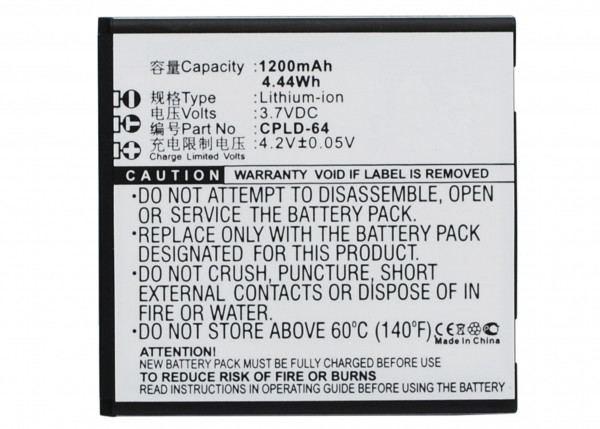 容量Capacity :1200mAh
4.44Wh
规格Type :Lithium-ion
电压Volts :3.7VDC
型号Part No :CPLD-64
充电限制电压 :4.2V±0.05V
Charge Limited Volts
CAUTION WARRANTY VOID IF LABEL IS REMOVED
•DO NOT ATTEMPT TO DISASSEMBLE, OPEN
OR SERVICE THE BATTERY PACK.
•REPLACE ONLY WITH THE BATTERY PACK
DESIGNATED FOR THIS PRODUCT.
•DO NOT CRUSH, PUNCTURE, SHORT
EXTERNAL CONTACTS OR DISPOSE OF
IN FIRE OR WATER.
•DO NOT STORE ABOVE 60°C (140°F)
CE
Made In China
ATTENTION!
NEW BATTERY PACK MUST BE FULLY CHARGED BEFORE USE
TO REDUCE RISK OF FIRE OR BURNS
READ INSTRUCTIONS BEFORE USING THE BATTERY